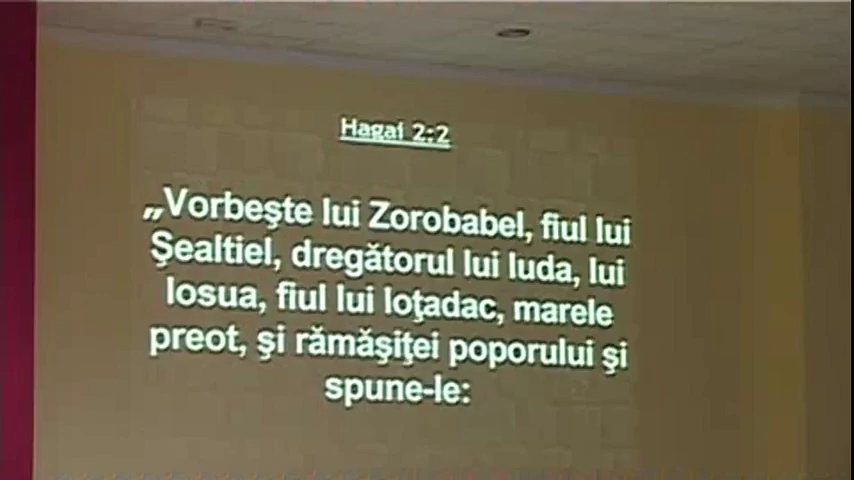 Hagai 2:2
„Vorbeşte lui Zorobabel, fiul lui
Şealtiel, dregătorul lui Iuda, lui
Iosua, fiul lui Ioţadac, marele
preot, şi rămăşiţei poporului şi
spune-le: